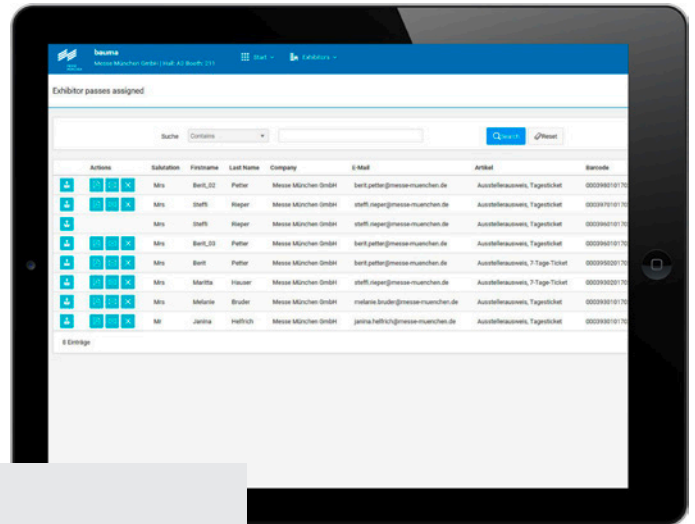 bauma
Messe München GmbH | Hall: A3 Booth: 211
Start
Exhibitors
Exhibitor passes assigned
Suche Contains Search Reset
Actions Salutation Firstname Last Name Company E-Mail Artikel Barcode
Mrs Berit_02 Petter Messe München GmbH berit.petter@messe-muenchen.de Ausstellerausweis, Tagesticket
Mrs Steffi Rieper Messe München GmbH steffi.rieper@messe-muenchen.de Ausstellerausweis, Tagesticket
Mrs Steffi Rieper Messe München GmbH steffi.rieper@messe-muenchen.de Ausstellerausweis, Tagesticket
Mrs Berit_03 Petter Messe München GmbH berit.petter@messe-muenchen.de Ausstellerausweis, Tagesticket
Mrs Berit Petter Messe München GmbH berit.petter@messe-muenchen.de Ausstellerausweis, 7-Tage-Ticket
Mrs Maritta Hauser Messe München GmbH steffi.rieper@messe-muenchen.de Ausstellerausweis, 7-Tage-Ticket
Mrs Melanie Bruder Messe München GmbH melanie.bruder@messe-muenchen.de Ausstellerausweis, Tagesticket
Mr Janina Helfrich Messe München GmbH janina.helfrich@messe-muenchen.de Ausstellerausweis, Tagesticket
8 Einträge